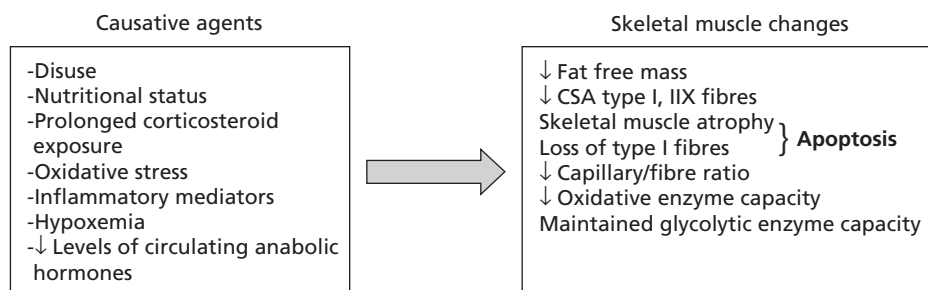 Causative agents
-Disuse
-Nutritional status
-Prolonged corticosteroid
exposure
-Oxidative stress
-Inflammatory mediators
-Hypoxemia
-↓ Levels of circulating anabolic
hormones
Skeletal muscle changes
↓ Fat free mass
↓ CSA type I, IIX fibres
Skeletal muscle atrophy
Loss of type I fibres
} Apoptosis
↓ Capillary/fibre ratio
↓ Oxidative enzyme capacity
Maintained glycolytic enzyme capacity